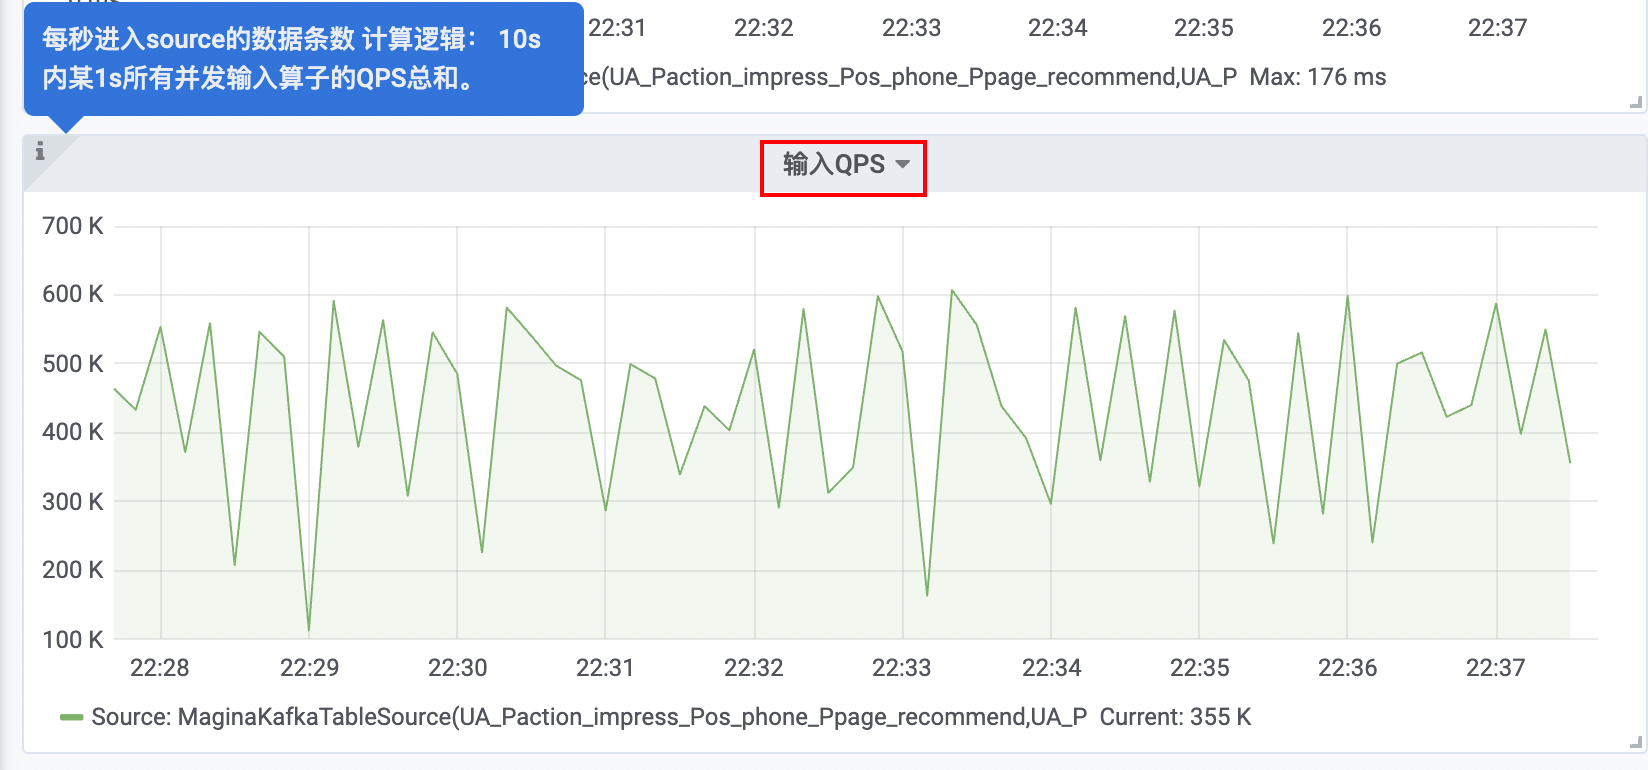 每秒进入source的数据条数 计算逻辑： 10s
内某1s所有并发输入算子的QPS总和。
22:31 22:32 22:33 22:34 22:35 22:36 22:37
ce(UA_Paction_impress_Pos_phone_Ppage_recommend,UA_P Max: 176 ms
i
输入QPS
700 K
600 K
500 K
400 K
300 K
200 K
100 K
22:28 22:29 22:30 22:31 22:32 22:33 22:34 22:35 22:36 22:37
Source: MaginaKafkaTableSource(UA_Paction_impress_Pos_phone_Ppage_recommend,UA_P Current: 355 K